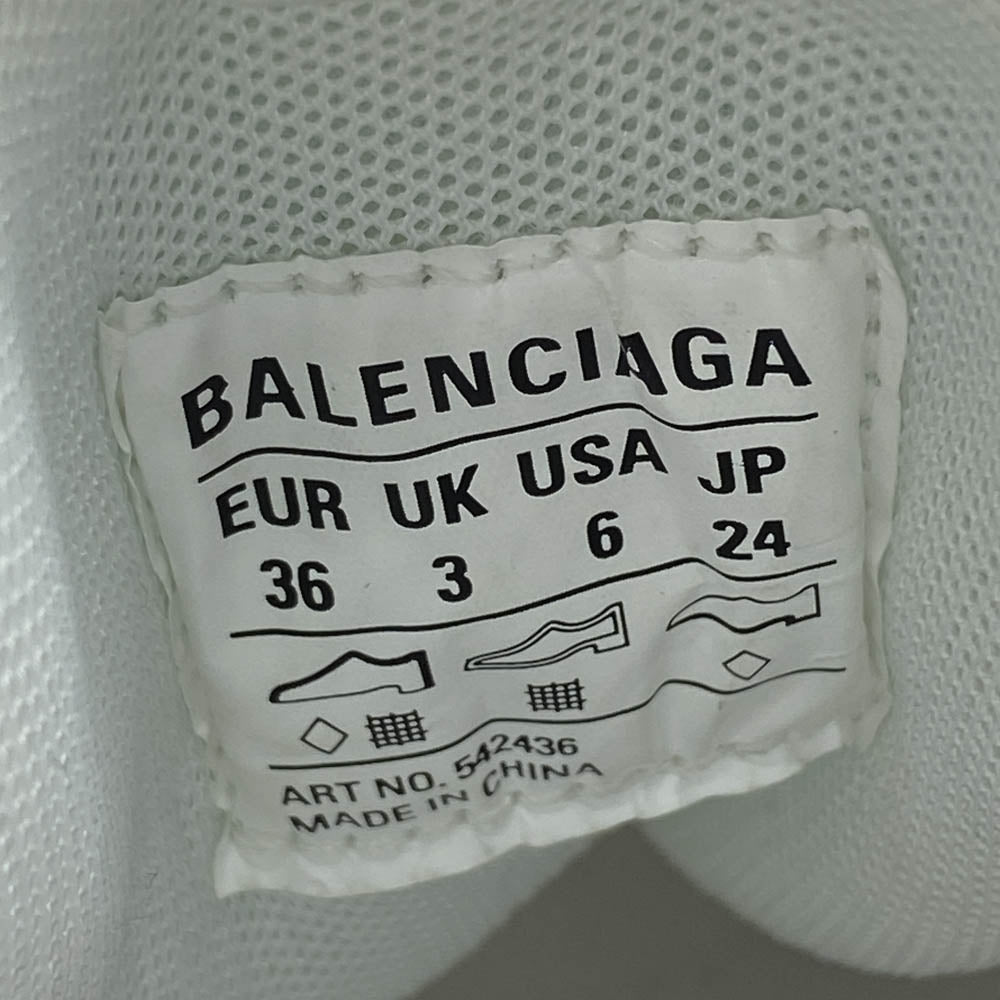 BALENCIAGA
EUR UK USA JP
36 3 6 24
ART NO. 542436
MADE IN CHINA